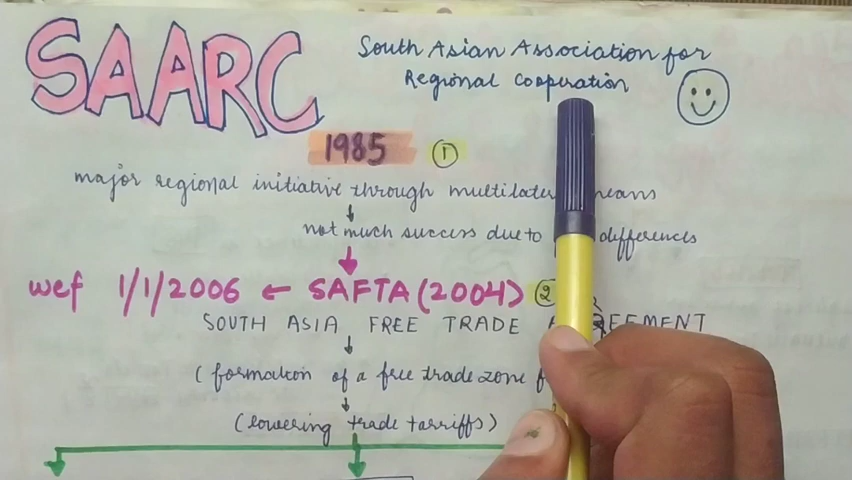 SAARC
South Asian Association for
Regional Cooperation
1985 ①
major regional initiative through multilater means
not much success due to differences
wef 1/1/2006 ← SAFTA (2004) ②
SOUTH ASIA FREE TRADE
(formation of a free trade zone
(lowering trade tarriffs)